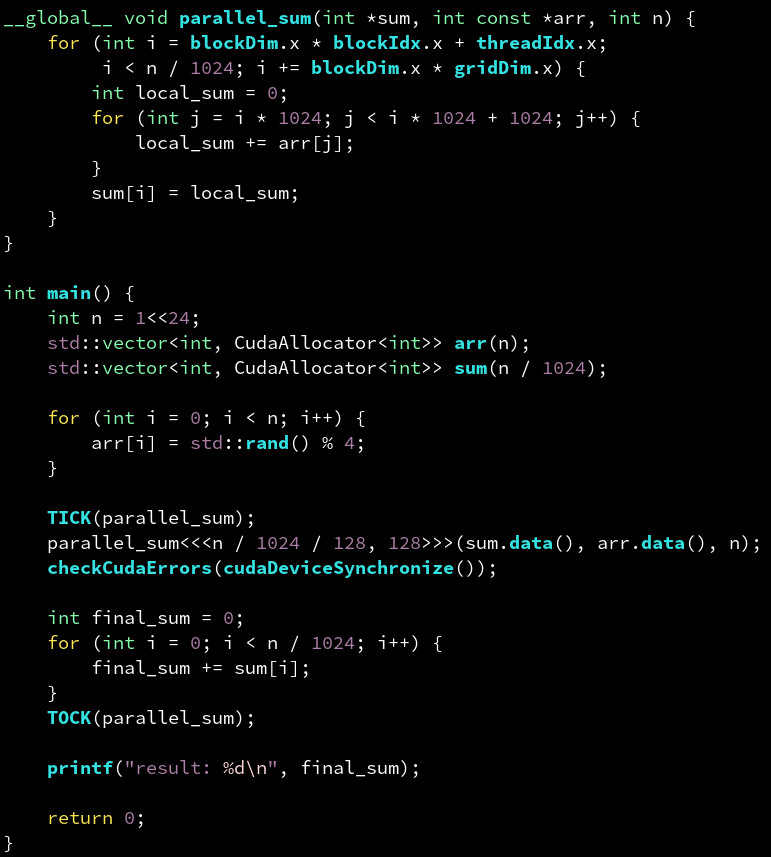 __global__ void parallel_sum(int *sum, int const *arr, int n) {
    for (int i = blockDim.x * blockIdx.x + threadIdx.x;
         i < n / 1024; i += blockDim.x * gridDim.x) {
        int local_sum = 0;
        for (int j = i * 1024; j < i * 1024 + 1024; j++) {
            local_sum += arr[j];
        }
        sum[i] = local_sum;
    }
}

int main() {
    int n = 1<<24;
    std::vector<int, CudaAllocator<int>> arr(n);
    std::vector<int, CudaAllocator<int>> sum(n / 1024);

    for (int i = 0; i < n; i++) {
        arr[i] = std::rand() % 4;
    }

    TICK(parallel_sum);
    parallel_sum<<<n / 1024 / 128, 128>>>(sum.data(), arr.data(), n);
    checkCudaErrors(cudaDeviceSynchronize());

    int final_sum = 0;
    for (int i = 0; i < n / 1024; i++) {
        final_sum += sum[i];
    }
    TOCK(parallel_sum);

    printf("result: %d\n", final_sum);

    return 0;
}